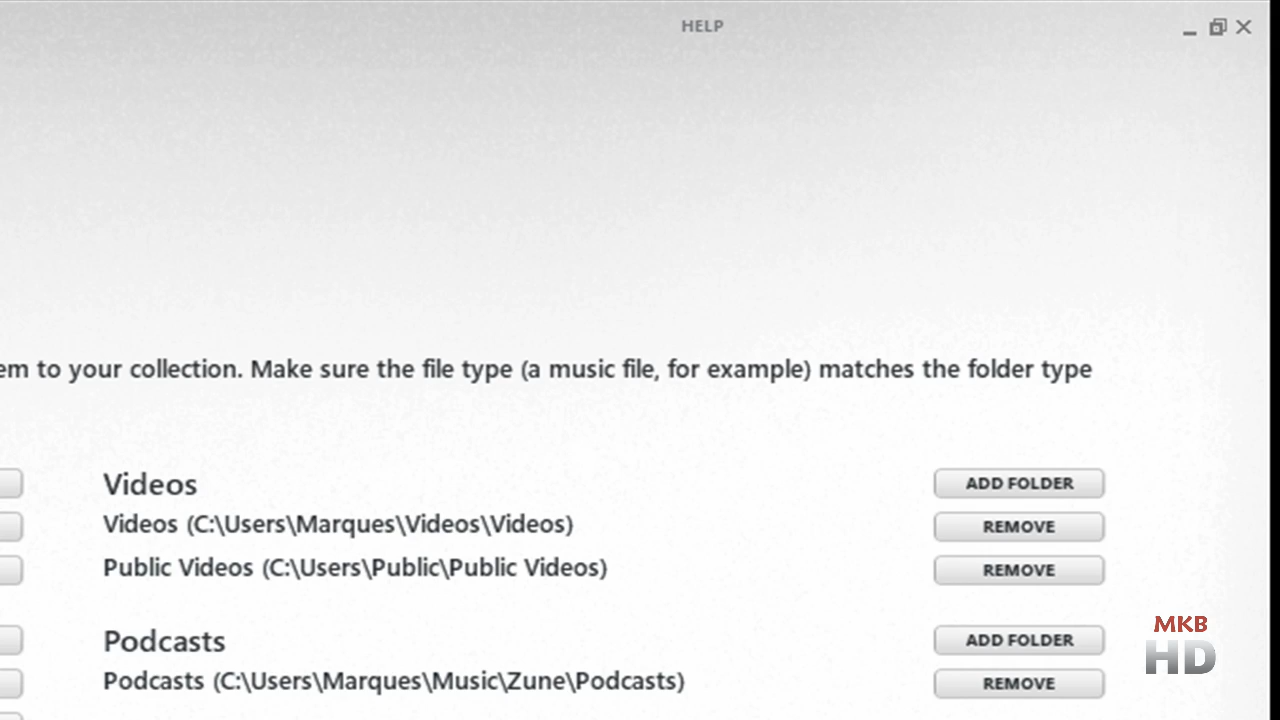 HELP
em to your collection. Make sure the file type (a music file, for example) matches the folder type
Videos
ADD FOLDER
Videos (C:\Users\Marques\Videos\Videos)
REMOVE
Public Videos (C:\Users\Public\Public Videos)
REMOVE
Podcasts
ADD FOLDER
Podcasts (C:\Users\Marques\Music\Zune\Podcasts)
REMOVE
MKB
HD